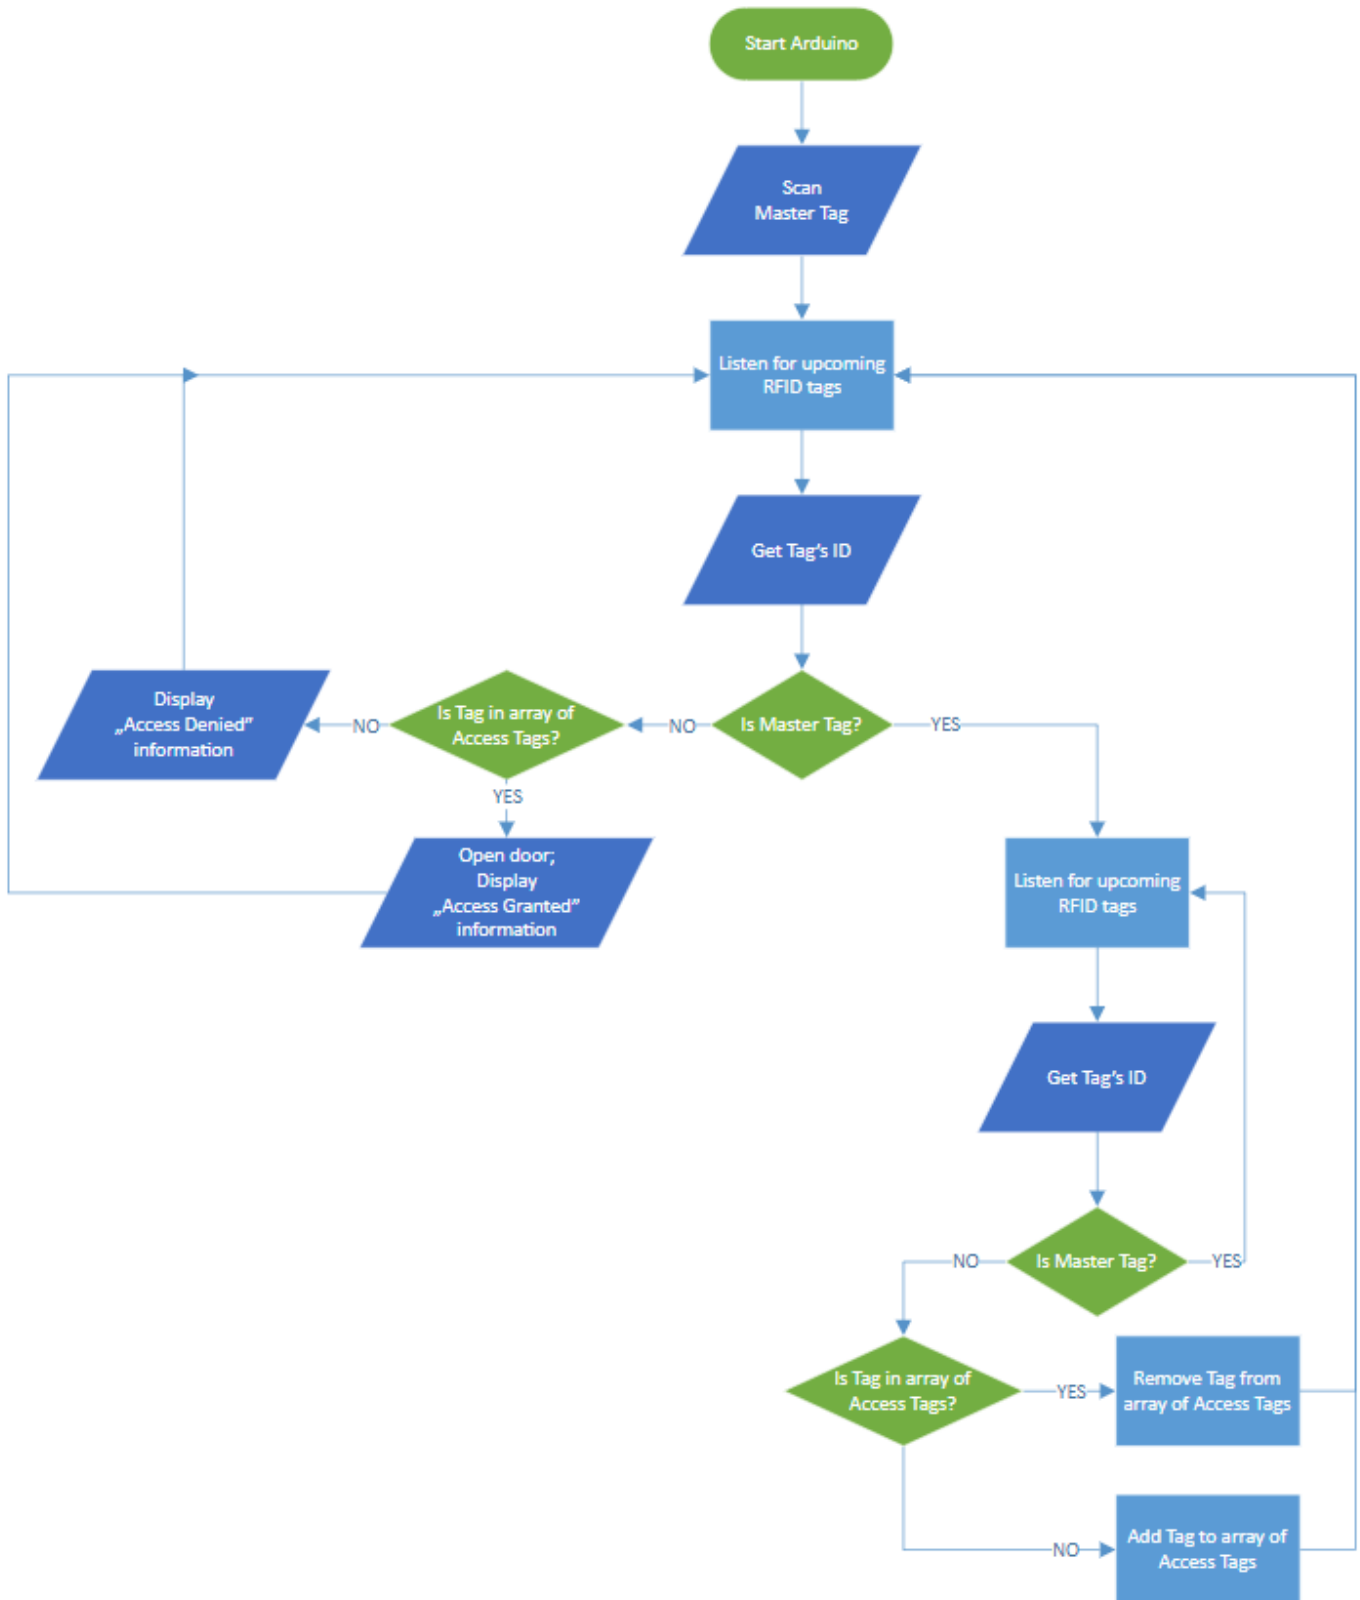 Start Arduino
Scan
Master Tag
Listen for upcoming
RFID tags
Get Tag's ID
Is Master Tag?
NO
YES
Is Tag in array of
Access Tags?
NO
YES
Display
„Access Denied”
information
Open door;
Display
„Access Granted”
information
Listen for upcoming
RFID tags
Get Tag's ID
Is Master Tag?
NO
YES
Is Tag in array of
Access Tags?
YES
Remove Tag from
array of Access Tags
NO
Add Tag to array of
Access Tags